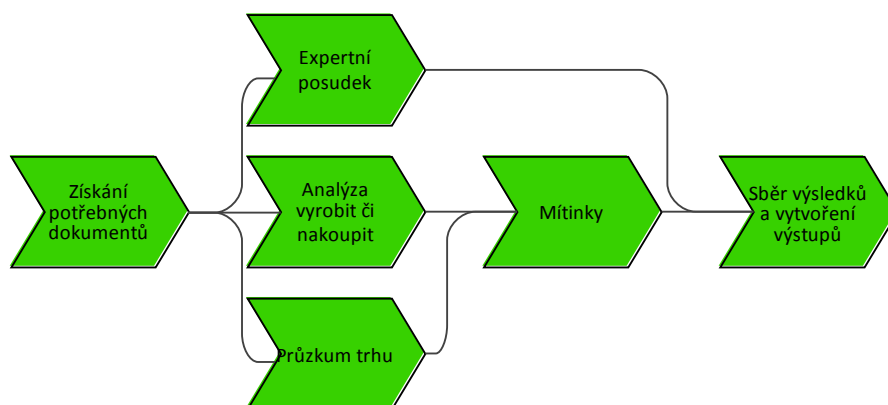 Expertní
posudek
Získání
potřebných
dokumentů
Analýza
vyrobit či
nakoupit
Mítinky
Sběr výsledků
a vytvoření
výstupů
Průzkum trhu